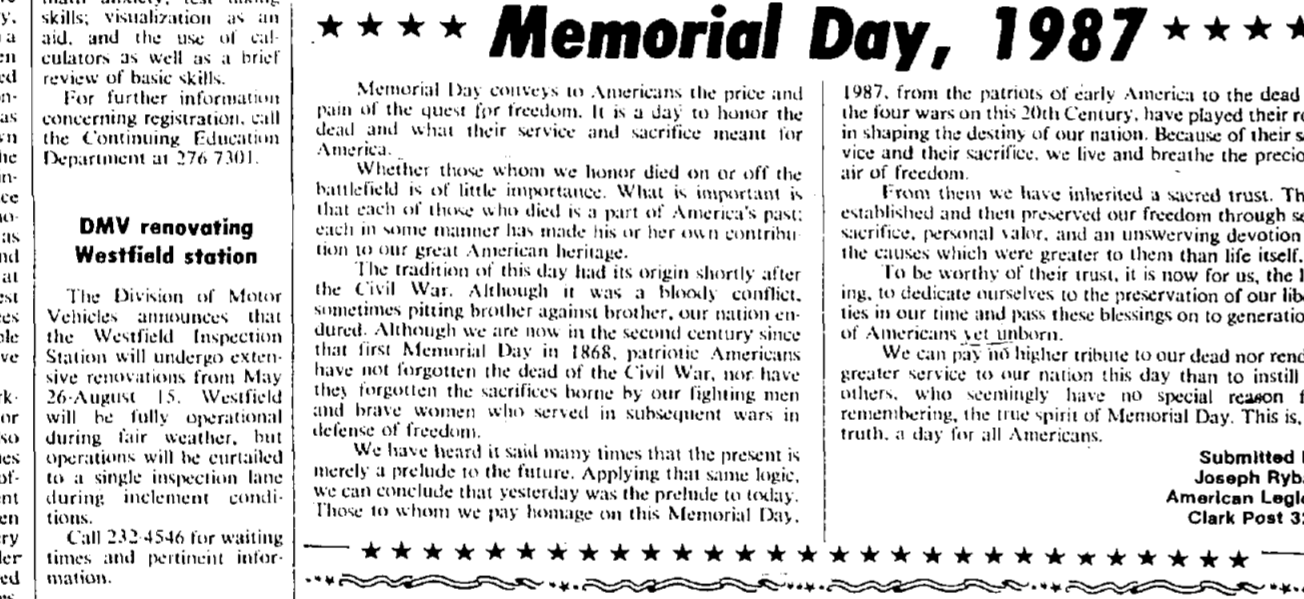 skills; visualization as an
aid, and the use of cal-
culators as well as a brief
review of basic skills.
For further information
concerning registration, call
the Continuing Education
Department at 276-7301.
DMV renovating
Westfield station
The Division of Motor
Vehicles announces that
the Westfield Inspection
Station will undergo exten-
sive renovations from May
26-August 15. Westfield
will be fully operational
during fair weather, but
operations will be curtailed
to a single inspection lane
during inclement condi-
tions.
Call 232-4546 for waiting
times and pertinent infor-
mation.
Memorial Day, 1987
Memorial Day conveys to Americans the price and
pain of the quest for freedom. It is a day to honor the
dead and what their service and sacrifice meant for
America.
Whether those whom we honor died on or off the
battlefield is of little importance. What is important is
that each of those who died is a part of America's past;
each in some manner has made his or her own contribu-
tion to our great American heritage.
The tradition of this day had its origin shortly after
the Civil War. Although it was a bloody conflict,
sometimes pitting brother against brother, our nation en-
dured. Although we are now in the second century since
that first Memorial Day in 1868, patriotic Americans
have not forgotten the dead of the Civil War, nor have
they forgotten the sacrifices borne by our fighting men
and brave women who served in subsequent wars in
defense of freedom.
We have heard it said many times that the present is
merely a prelude to the future. Applying that same logic,
we can conclude that yesterday was the prelude to today.
Those to whom we pay homage on this Memorial Day,
1987, from the patriots of early America to the dead
the four wars on this 20th Century, have played their
in shaping the destiny of our nation. Because of their
vice and their sacrifice, we live and breathe the
air of freedom.
From them we have inherited a sacred trust.
established and then preserved our freedom through
sacrifice, personal valor, and an unswerving devotion
the causes which were greater to them than life itself.
To be worthy of their trust, it is now for us, the
ing, to dedicate ourselves to the preservation of our
ties in our time and pass these blessings on to
of Americans yet unborn.
We can pay no higher tribute to our dead nor
greater service to our nation this day than to instill
others, who seemingly have no special reason
remembering, the true spirit of Memorial Day. This is,
truth, a day for all Americans.
Submitted
Joseph
American
Clark Post